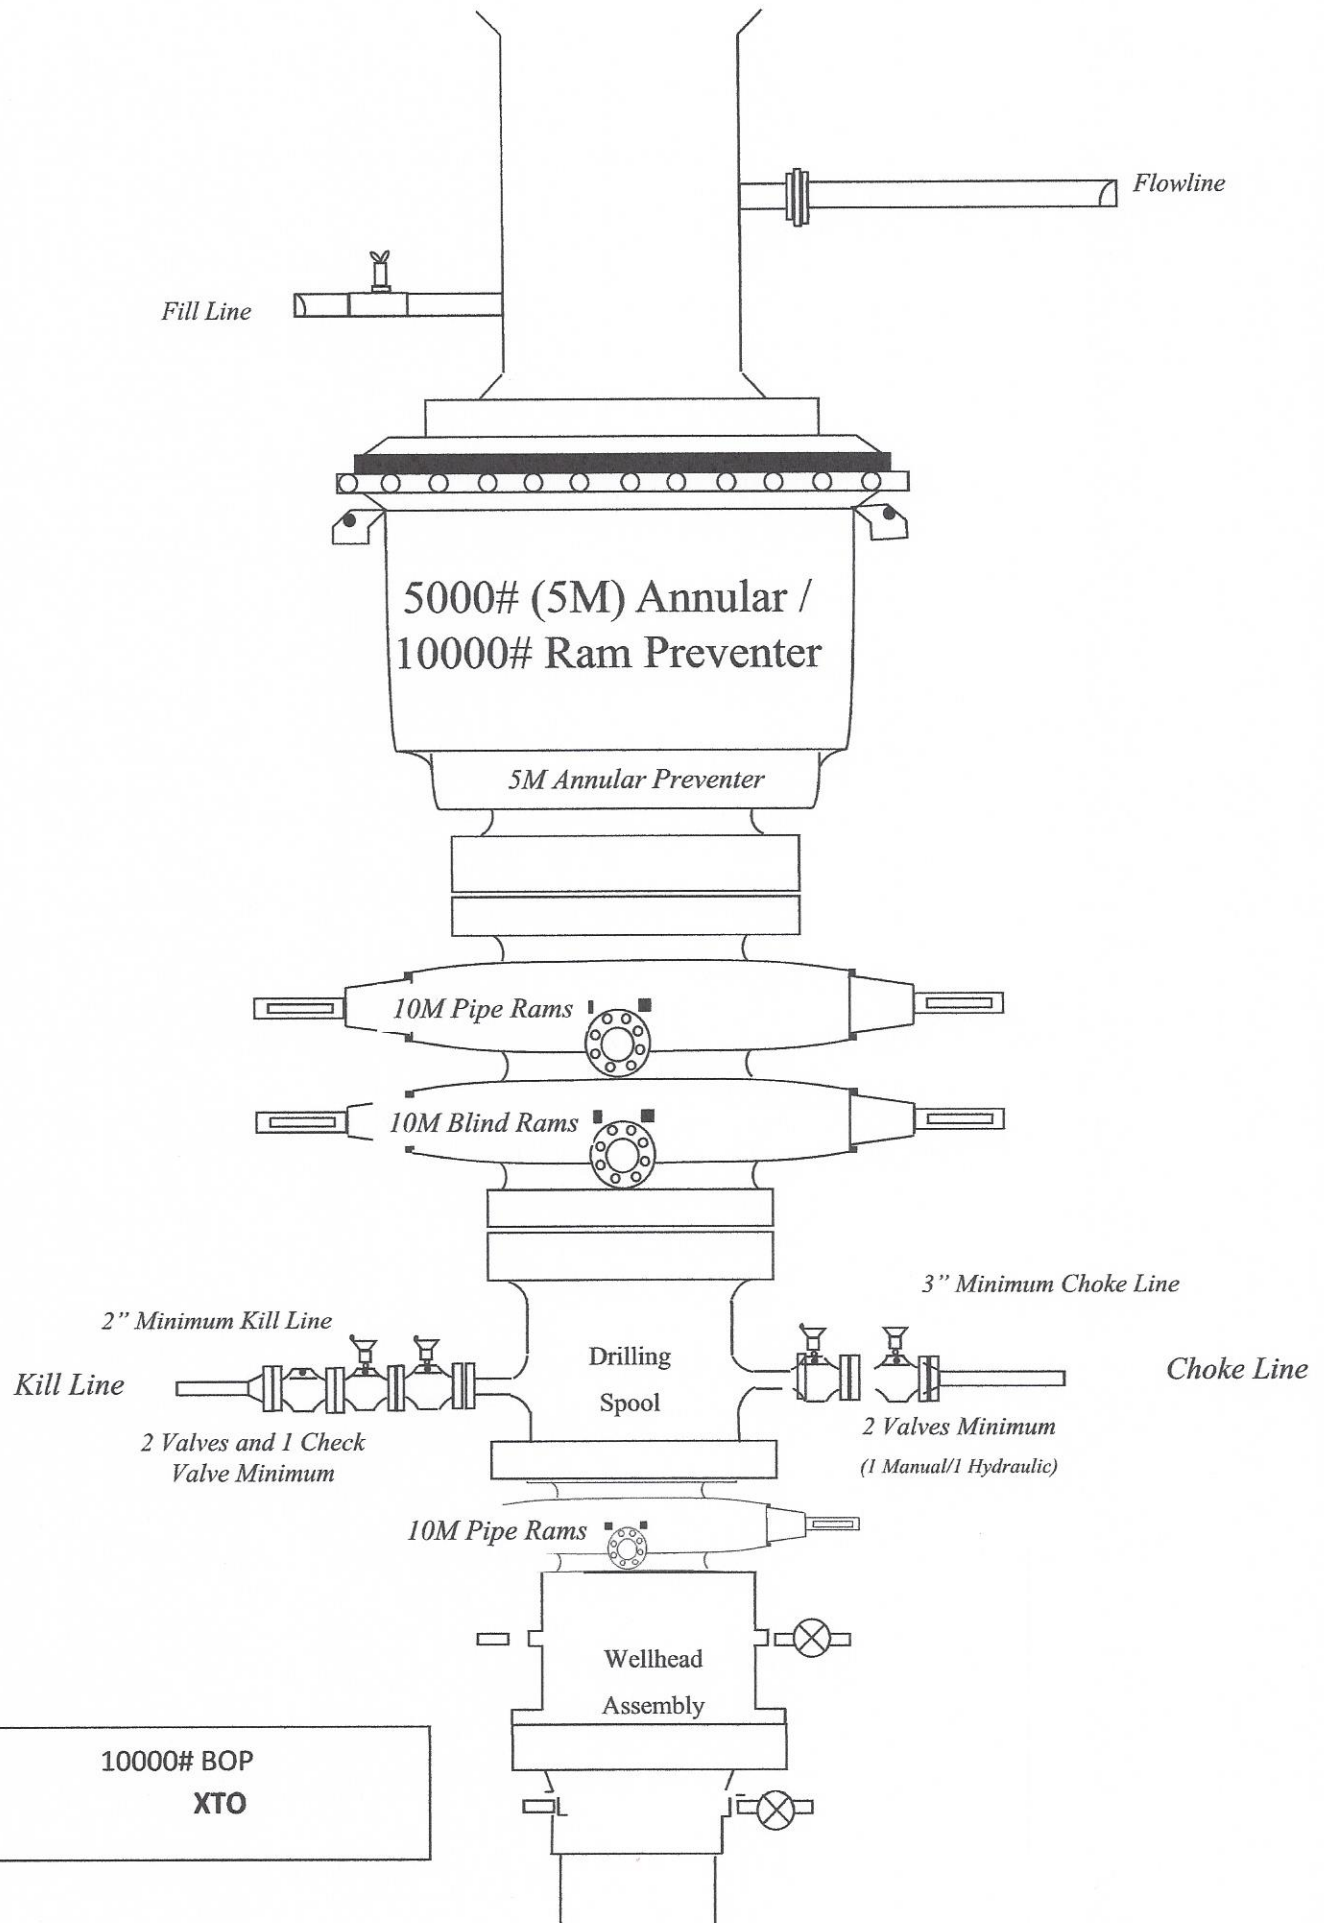 Flowline
Fill Line
5000# (5M) Annular /
10000# Ram Preventer
5M Annular Preventer
10M Pipe Rams
10M Blind Rams
3” Minimum Choke Line
2” Minimum Kill Line
Drilling
Spool
Kill Line
Choke Line
2 Valves and 1 Check
Valve Minimum
2 Valves Minimum
(1 Manual/1 Hydraulic)
10M Pipe Rams
Wellhead
Assembly
10000# BOP
XTO